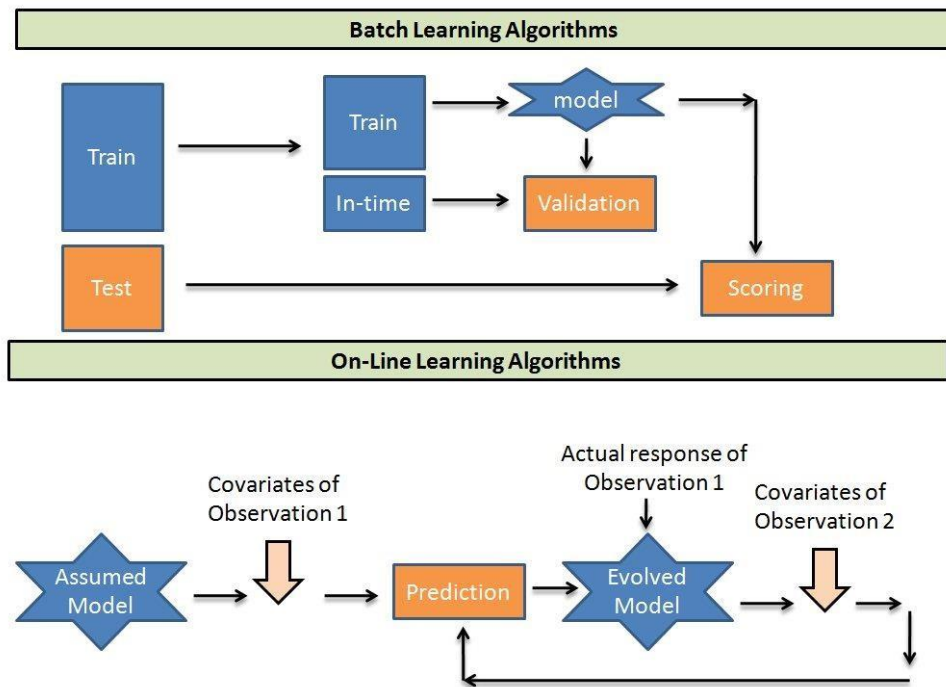 Batch Learning Algorithms
Train
Train
model
In-time
Validation
Test
Scoring
On-Line Learning Algorithms
Covariates of
Observation 1
Actual response of
Observation 1
Covariates of
Observation 2
Assumed
Model
Prediction
Evolved
Model